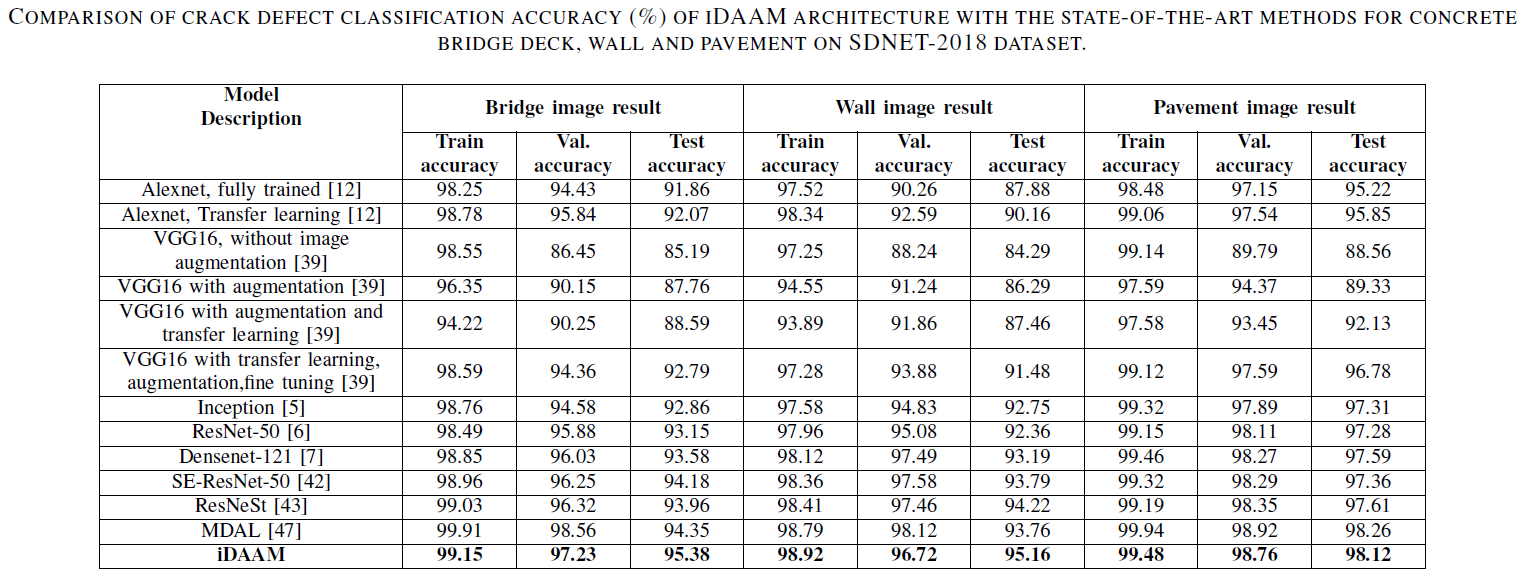 COMPARISON OF CRACK DEFECT CLASSIFICATION ACCURACY (%) OF IDAAM ARCHITECTURE WITH THE STATE-OF-THE-ART METHODS FOR CONCRETE
BRIDGE DECK, WALL AND PAVEMENT ON SDNET-2018 DATASET.
Model Bridge image result Wall image result Pavement image result
Description
Train Val. Test Train Val. Test Train Val. Test
accuracy accuracy accuracy accuracy accuracy accuracy accuracy accuracy accuracy
Alexnet, fully trained [12] 98.25 94.43 91.86 97.52 90.26 87.88 98.48 97.15 95.22
Alexnet, Transfer learning [12] 98.78 95.84 92.07 98.34 92.59 90.16 99.06 97.54 95.85
VGG16, without image
augmentation [39] 98.55 86.45 85.19 97.25 88.24 84.29 99.14 89.79 88.56
VGG16 with augmentation [39] 96.35 90.15 87.76 94.55 91.24 86.29 97.59 94.37 89.33
VGG16 with augmentation and
transfer learning [39] 94.22 90.25 88.59 93.89 91.86 87.46 97.58 93.45 92.13
VGG16 with transfer learning,
augmentation,fine tuning [39] 98.59 94.36 92.79 97.28 93.88 91.48 99.12 97.59 96.78
Inception [5] 98.76 94.58 92.86 97.58 94.83 92.75 99.32 97.89 97.31
ResNet-50 [6] 98.49 95.88 93.15 97.96 95.08 92.36 99.15 98.11 97.28
Densenet-121 [7] 98.85 96.03 93.58 98.12 97.49 93.19 99.46 98.27 97.59
SE-ResNet-50 [42] 98.96 96.25 94.18 98.36 97.58 93.79 99.32 98.29 97.36
ResNeSt [43] 99.03 96.32 93.96 98.41 97.46 94.22 99.19 98.35 97.61
MDAL [47] 99.91 98.56 94.35 98.79 98.12 93.76 99.94 98.92 98.26
iDAAM 99.15 97.23 95.38 98.92 96.72 95.16 99.48 98.76 98.12